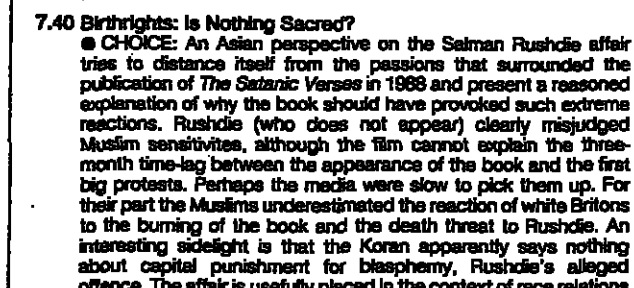 7.40 Birthrights: Is Nothing Sacred?
● CHOICE: An Asian perspective on the Salman Rushdie affair
tries to distance itself from the passions that surrounded the
publication of The Satanic Verses in 1988 and present a reasoned
explanation of why the book should have provoked such extreme
reactions. Rushdie (who does not appear) clearly misjudged
Muslim sensitivites, although the film cannot explain the three-
month time-lag between the appearance of the book and the first
big protests. Perhaps the media were slow to pick them up. For
their part the Muslims underestimated the reaction of white Britons
to the burning of the book and the death threat to Rushdie. An
interesting sidelight is that the Koran apparently says nothing
about capital punishment for blasphemy, Rushdie's alleged
offence. The affair is usefully placed in the context of race relations